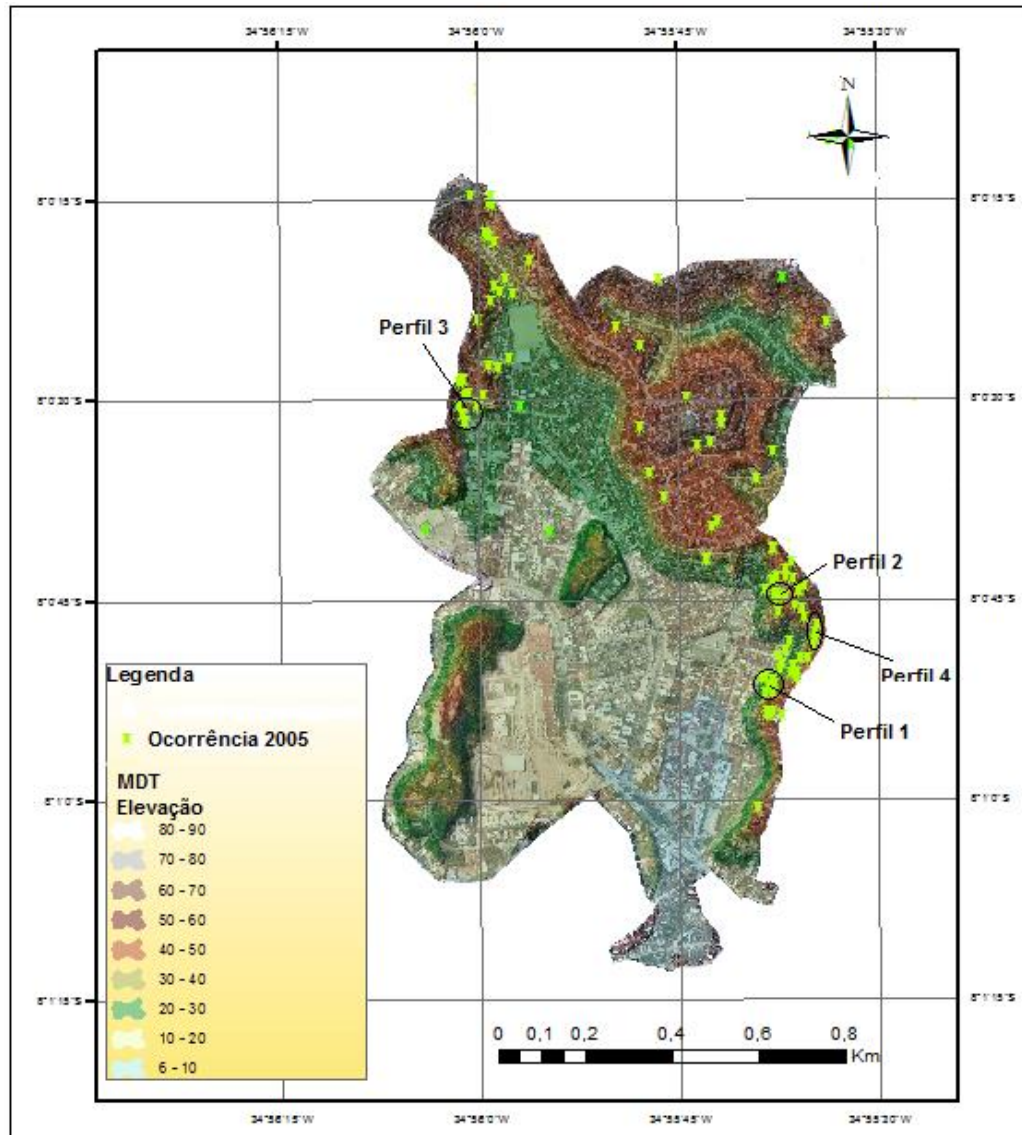 34°56'15"W 34°56'0"W 34°55'45"W 34°55'30"W
N
8°0'15"S 8°0'15"S
Perfil 3
8°0'30"S 8°0'30"S
Perfil 2
8°0'45"S 8°0'45"S
Perfil 4
Perfil 1
Legenda
Ocorrência 2005
MDT
Elevação
80 - 90
70 - 80
60 - 70
50 - 60
40 - 50
30 - 40
20 - 30
10 - 20
6 - 10
8°1'0"S 8°1'0"S
8°1'15"S 8°1'15"S
0 0,1 0,2 0,4 0,6 0,8
Km
34°56'15"W 34°56'0"W 34°55'45"W 34°55'30"W